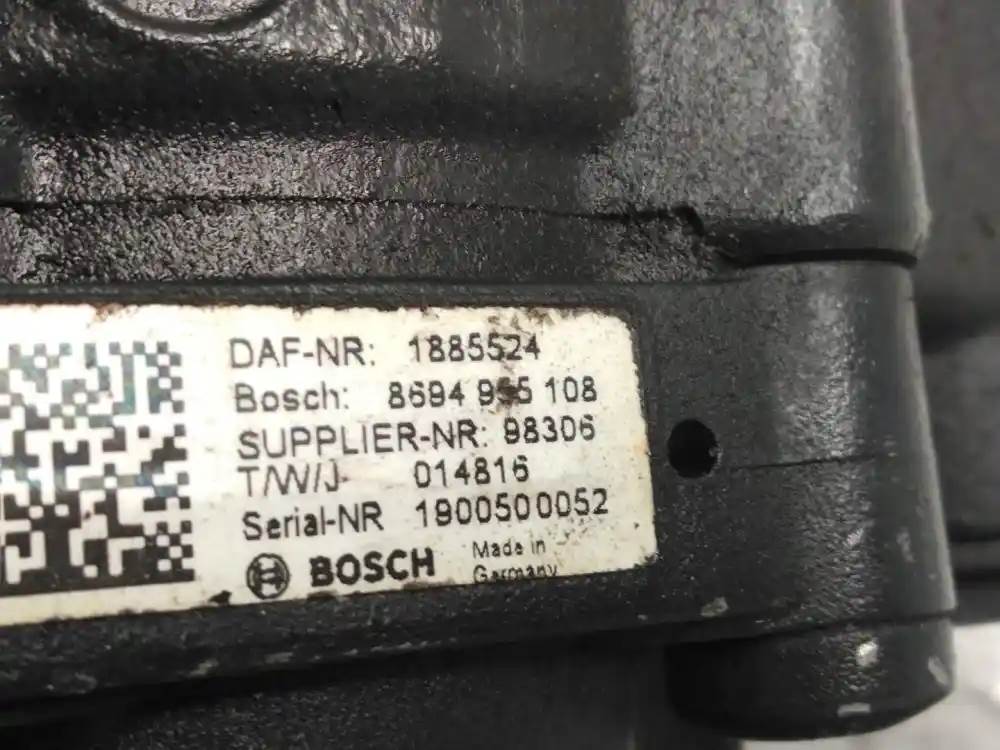 DAF-NR: 1885524
Bosch: 8694 955 108
SUPPLIER-NR: 98306
T/W/J- 014816
Serial-NR 1900500052
BOSCH Made in
Germany